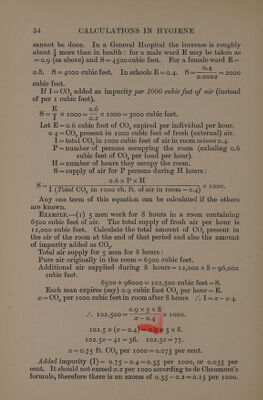 54 CALCULATIONS IN HYGIENE
cannot be done. In a General Hospital the increase is roughly
about ¼ more than in health: for a male ward E may be taken as
=0.9 (as above) and S=4500 cubic feet. For a female ward E=
0.8. S=4000 cubic feet. In schools E=0.4. S= 0.4/0.0002 = 2000
cubic feet.
If I=CO₂ added as impurity per 1000 cubic feet of air (instead
of per 1 cubic foot),
S= E/I × 1000= 0.6/0.2 × 1000=3000 cubic feet.
Let E=0.6 cubic foot of CO₂ expired per individual per hour.
0.4=CO₂ present in 1000 cubic feet of fresh (external) air.
I=total CO₂ in 1000 cubic feet of air in room minus 0.4.
P=number of persons occupying the room (exhaling 0.6
cubic feet of CO₂ per head per hour).
H=number of hours they occupy the room.
S=supply of air for P persons during H hours:
S= 0.6×P×H / I (Total CO₂ in 1000 cb. ft. of air in room−0.4) × 1000.
Any one term of this equation can be calculated if the others
are known.
EXAMPLE.—(1) 5 men work for 8 hours in a room containing
6500 cubic feet of air. The total supply of fresh air per hour is
12,000 cubic feet. Calculate the total amount of CO₂ present in
the air of the room at the end of that period and also the amount
of impurity added as CO₂.
Total air supply for 5 men for 8 hours:
Pure air originally in the room=6500 cubic feet.
Additional air supplied during 8 hours=12,000×8=96,000
cubic feet.
6500+96000=102,500 cubic feet=S.
Each man expires (say) 0.9 cubic foot CO₂ per hour=E.
x=CO₂ per 1000 cubic feet in room after 8 hours ∴ I=x−0.4.
∴ 102,500= 0.9×5×8 / x−0.4 × 1000.
102.5×(x−0.4)=0.9×5×8.
102.5x−41=36. 102.5x=77.
x=0.75 ft. CO₂ per 1000=0.075 per cent.
Added impurity (I)= 0.75−0.4=0.35 per 1000, or 0.035 per
cent. It should not exceed 0.2 per 1000 according to de Chaumont's
formula, therefore there is an excess of 0.35−0.2=0.15 per 1000.